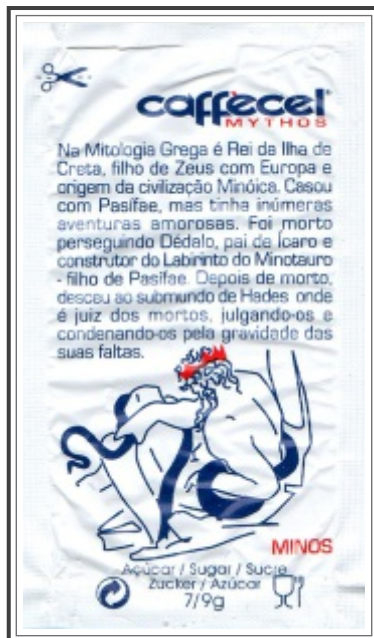 caffècel
MYTHOS
Na Mitologia Grega é Rei da Ilha de
Creta, filho de Zeus com Europa e
origem da civilização Minóica. Casou
com Pasífae, mas tinha inúmeras
aventuras amorosas. Foi morto
perseguindo Dédalo, pai de Ícaro e
construtor do Labirinto do Minotauro
- filho de Pasífae. Depois de morto,
desceu ao submundo de Hades onde
é juiz dos mortos, julgando-os e
condenando-os pela gravidade das
suas faltas.
MINOS
Açúcar / Sugar / Sucre
Zucker / Azúcar
7/9g